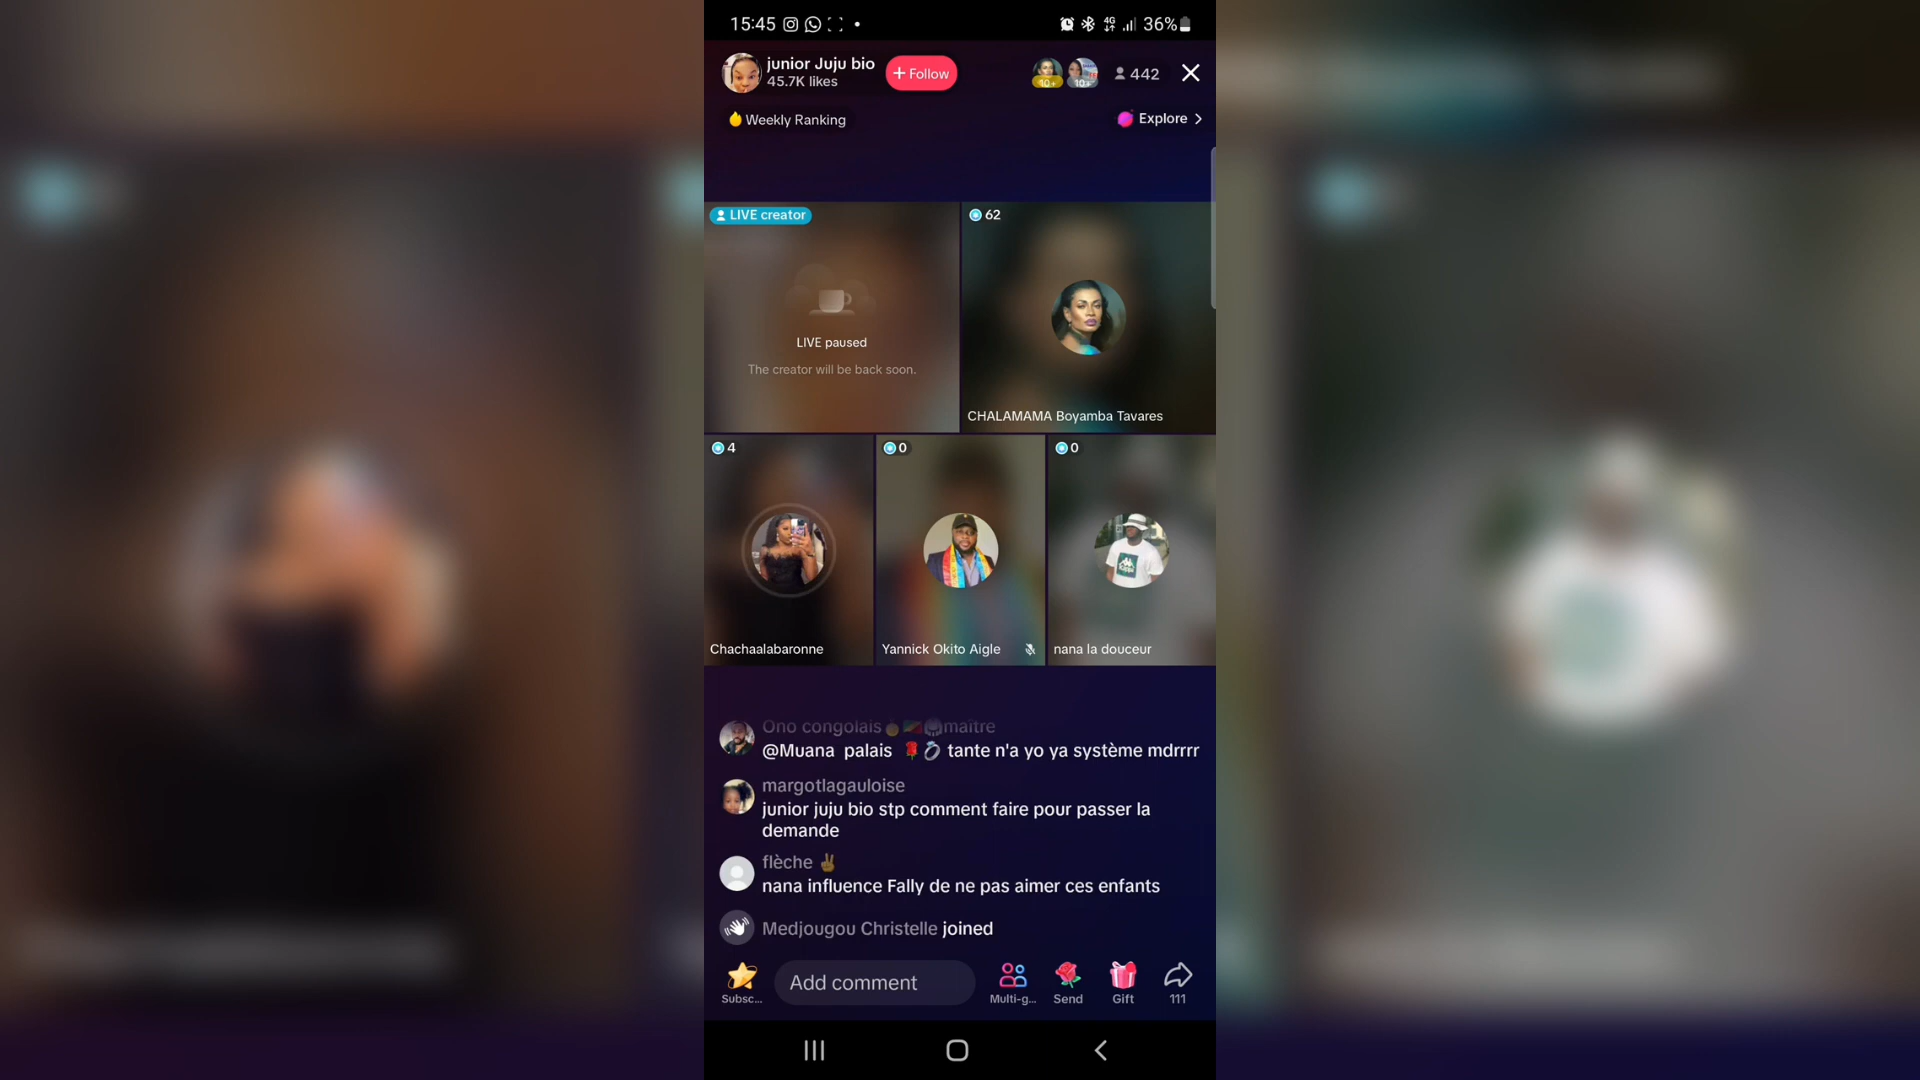 15:45
4G 36%
junior Juju bio
45.7K likes
+ Follow
10+
10+
442
Weekly Ranking
Explore
LIVE creator
62
LIVE paused
The creator will be back soon.
CHALAMAMA Boyamba Tavares
4
0
0
Chachaalabaronne
Yannick Okito Aigle
nana la douceur
Ono congolais maître
@Muana palais 🌹💍 tante n'a yo ya système mdrrrr
margotlagauloise
junior juju bio stp comment faire pour passer la
demande
flèche ✌🏾
nana influence Fally de ne pas aimer ces enfants
Medjougou Christelle joined
Add comment
Subsc...
Multi-g...
Send
Gift
111